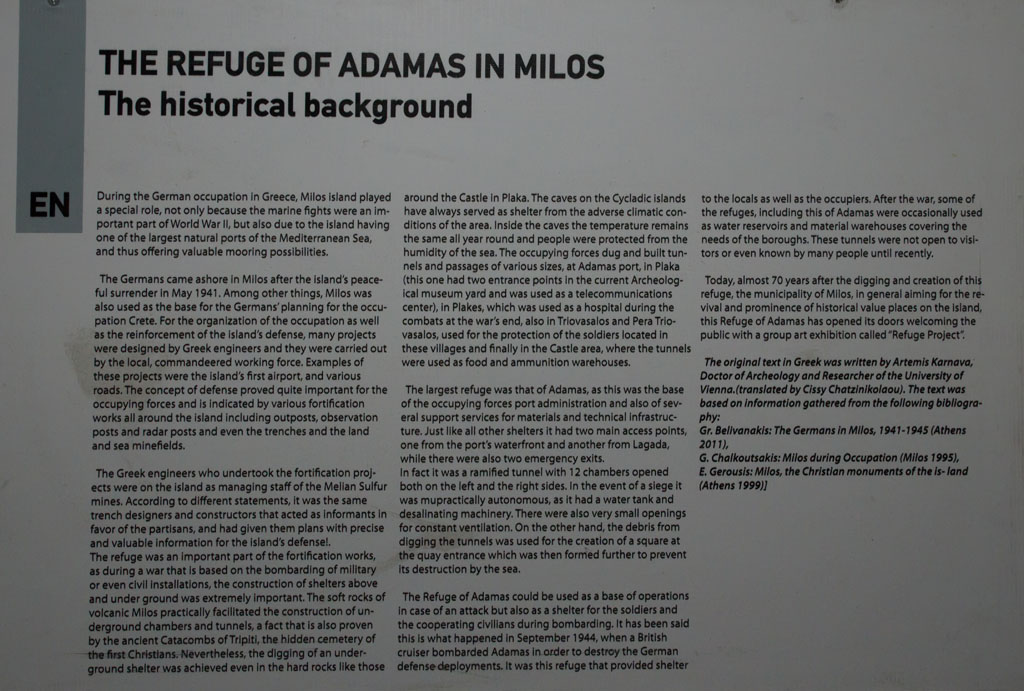 THE REFUGE OF ADAMAS IN MILOS
The historical background
EN
During the German occupation in Greece, Milos island played
a special role, not only because the marine fights were an im-
portant part of World War II, but also due to the island having
one of the largest natural ports of the Mediterranean Sea,
and thus offering valuable mooring possibilities.
The Germans came ashore in Milos after the island's peace-
ful surrender in May 1941. Among other things, Milos was
also used as the base for the Germans' planning for the occu-
pation Crete. For the organization of the occupation as well
as the reinforcement of the island's defense, many projects
were designed by Greek engineers and they were carried out
by the local, commandeered working force. Examples of
these projects were the island's first airport, and various
roads. The concept of defense proved quite important for the
occupying forces and is indicated by various fortification
works all around the island including outposts, observation
posts and radar posts and even the trenches and the land
and sea minefields.
The Greek engineers who undertook the fortification proj-
ects were on the island as managing staff of the Melian Sulfur
mines. According to different statements, it was the same
trench designers and constructors that acted as informants in
favor of the partisans, and had given them plans with precise
and valuable information for the island's defense!.
The refuge was an important part of the fortification works,
as during a war that is based on the bombarding of military
or even civil installations, the construction of shelters above
and under ground was extremely important. The soft rocks of
volcanic Milos practically facilitated the construction of un-
derground chambers and tunnels, a fact that is also proven
by the ancient Catacombs of Tripiti, the hidden cemetery of
the first Christians. Nevertheless, the digging of an under-
ground shelter was achieved even in the hard rocks like those
around the Castle in Plaka. The caves on the Cycladic islands
have always served as shelter from the adverse climatic con-
ditions of the area. Inside the caves the temperature remains
the same all year round and people were protected from the
humidity of the sea. The occupying forces dug and built tun-
nels and passages of various sizes, at Adamas port, in Plaka
(this one had two entrance points in the current Archeolog-
ical museum yard and was used as a telecommunications
center), in Plakes, which was used as a hospital during the
combats at the war's end, also in Triovasalos and Pera Trio-
vasalos, used for the protection of the soldiers located in
these villages and finally in the Castle area, where the tunnels
were used as food and ammunition warehouses.
The largest refuge was that of Adamas, as this was the base
of the occupying forces port administration and also of sev-
eral support services for materials and technical infrastruc-
ture. Just like all other shelters it had two main access points,
one from the port's waterfront and another from Lagada,
while there were also two emergency exits.
In fact it was a ramified tunnel with 12 chambers opened
both on the left and the right sides. In the event of a siege it
was mupractically autonomous, as it had a water tank and
desalinating machinery. There were also very small openings
for constant ventilation. On the other hand, the debris from
digging the tunnels was used for the creation of a square at
the quay entrance which was then formed further to prevent
its destruction by the sea.
The Refuge of Adamas could be used as a base of operations
in case of an attack but also as a shelter for the soldiers and
the cooperating civilians during bombarding. It has been said
this is what happened in September 1944, when a British
cruiser bombarded Adamas in order to destroy the German
defense deployments. It was this refuge that provided shelter
to the locals as well as the occupiers. After the war, some of
the refuges, including this of Adamas were occasionally used
as water reservoirs and material warehouses covering the
needs of the boroughs. These tunnels were not open to visi-
tors or even known by many people until recently.
Today, almost 70 years after the digging and creation of this
refuge, the municipality of Milos, in general aiming for the re-
vival and prominence of historical value places on the island,
this Refuge of Adamas has opened its doors welcoming the
public with a group art exhibition called "Refuge Project".
The original text in Greek was written by Artemis Karnava,
Doctor of Archeology and Researcher of the University of
Vienna.(translated by Cissy Chatzinikolaou). The text was
based on information gathered from the following bibliogra-
phy:
Gr. Belivanakis: The Germans in Milos, 1941-1945 (Athens
2011),
G. Chalkoutsakis: Milos during Occupation (Milos 1995),
E. Gerousis: Milos, the Christian monuments of the is- land
(Athens 1999)]